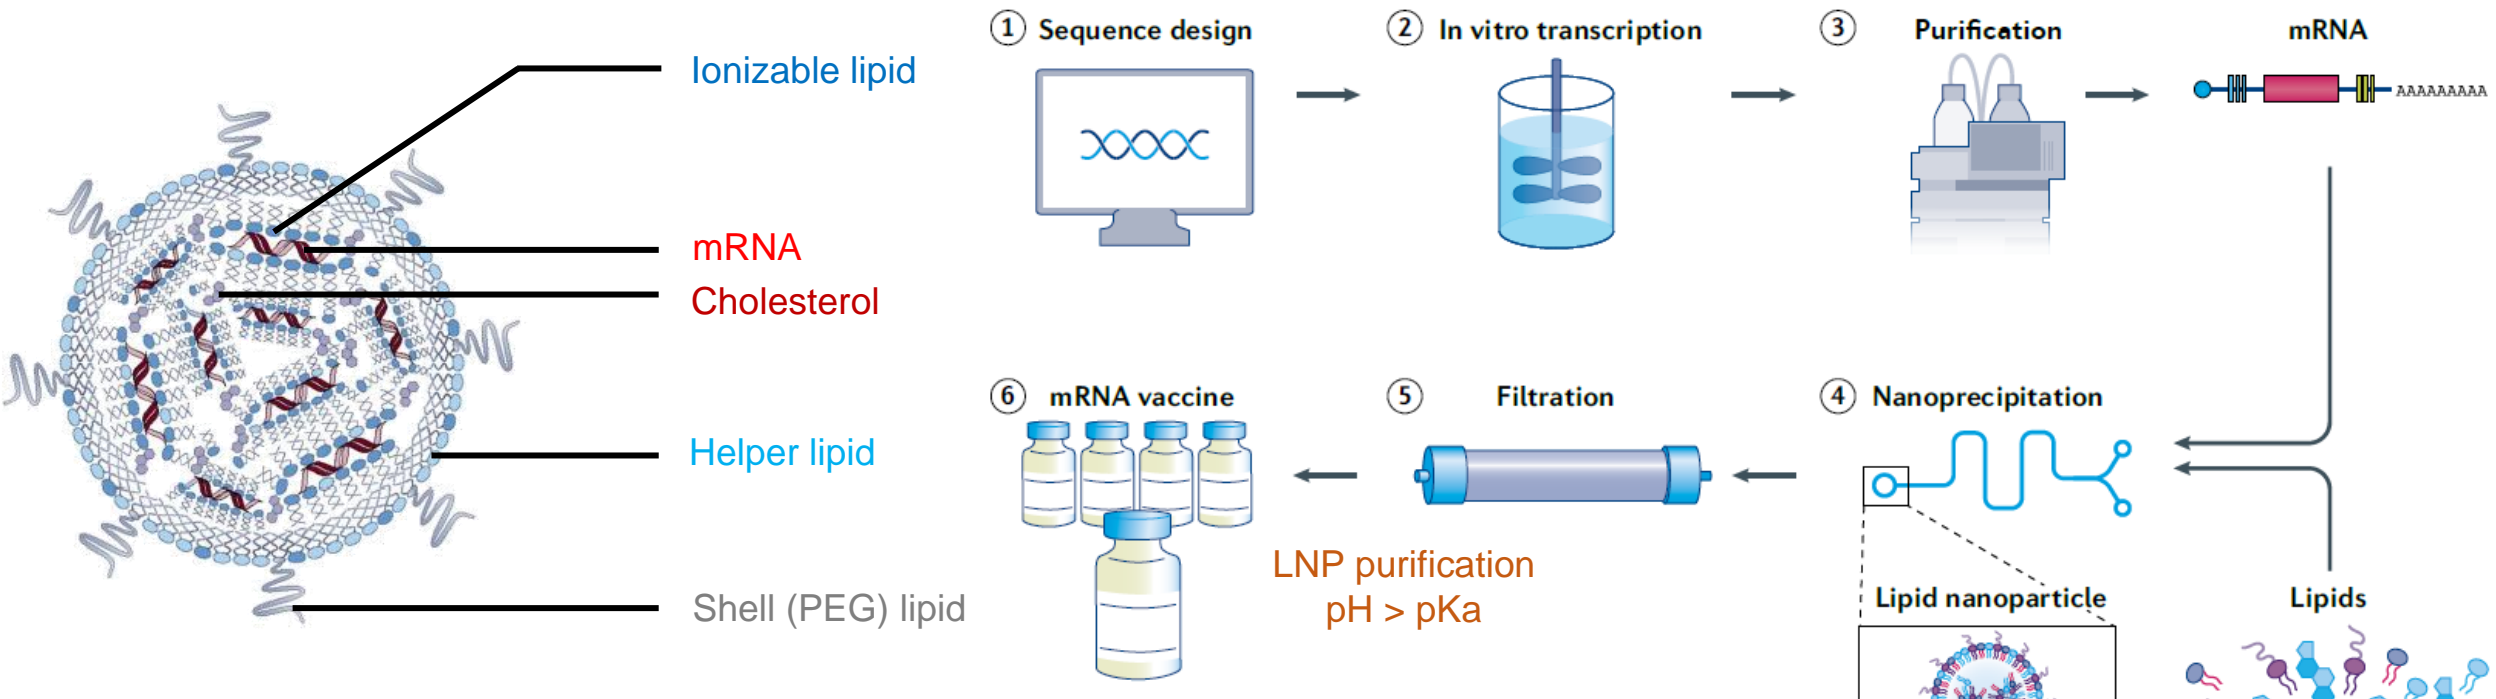 Ionizable lipid
mRNA
Cholesterol
Helper lipid
Shell (PEG) lipid
① Sequence design
② In vitro transcription
③ Purification
mRNA
AAAAAAAAA
④ Nanoprecipitation
⑤ Filtration
⑥ mRNA vaccine
LNP purification
pH > pKa
Lipid nanoparticle
Lipids